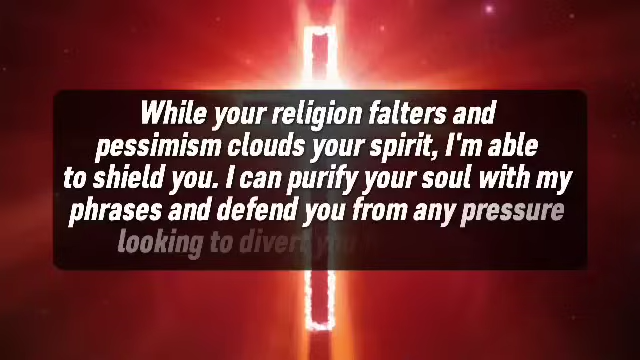 While your religion falters and
pessimism clouds your spirit, I'm able
to shield you. I can purify your soul with my
phrases and defend you from any pressure
looking to divert you